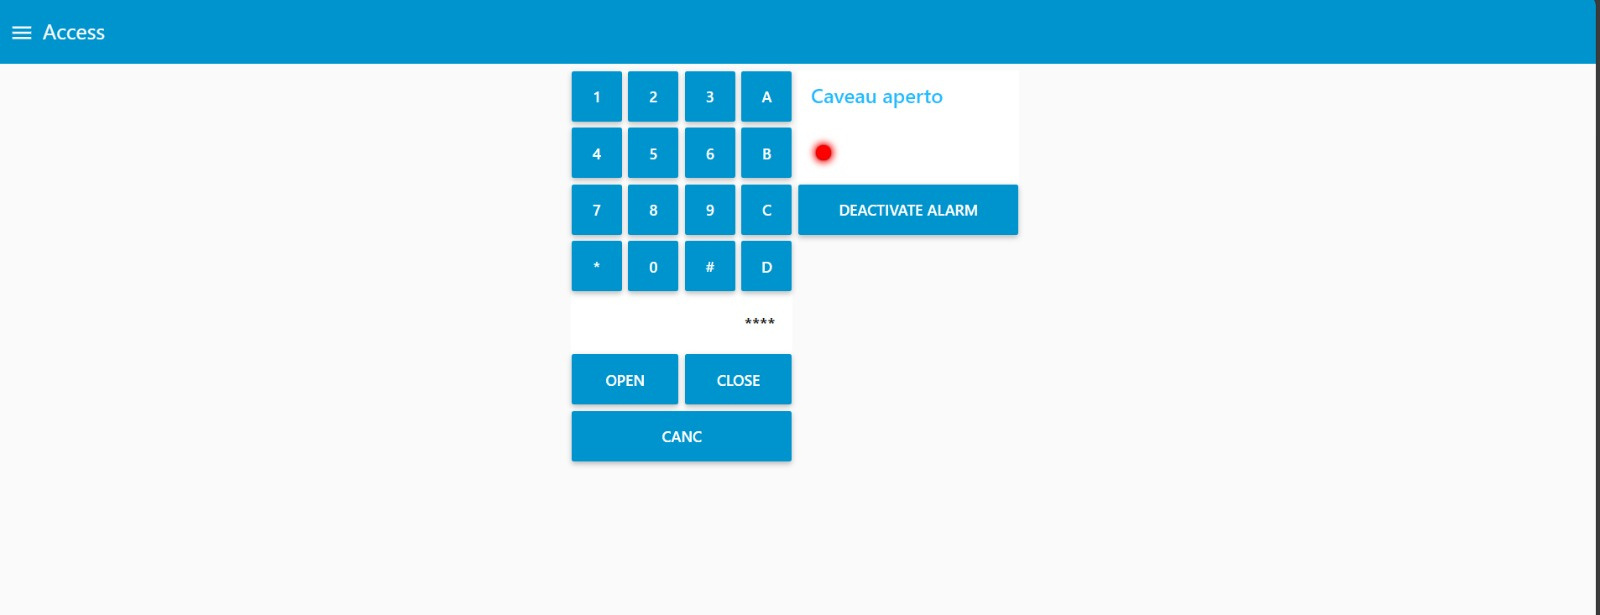 Access
1 2 3 A
4 5 6 B
7 8 9 C
* 0 # D
****
OPEN CLOSE
CANC
Caveau aperto
DEACTIVATE ALARM